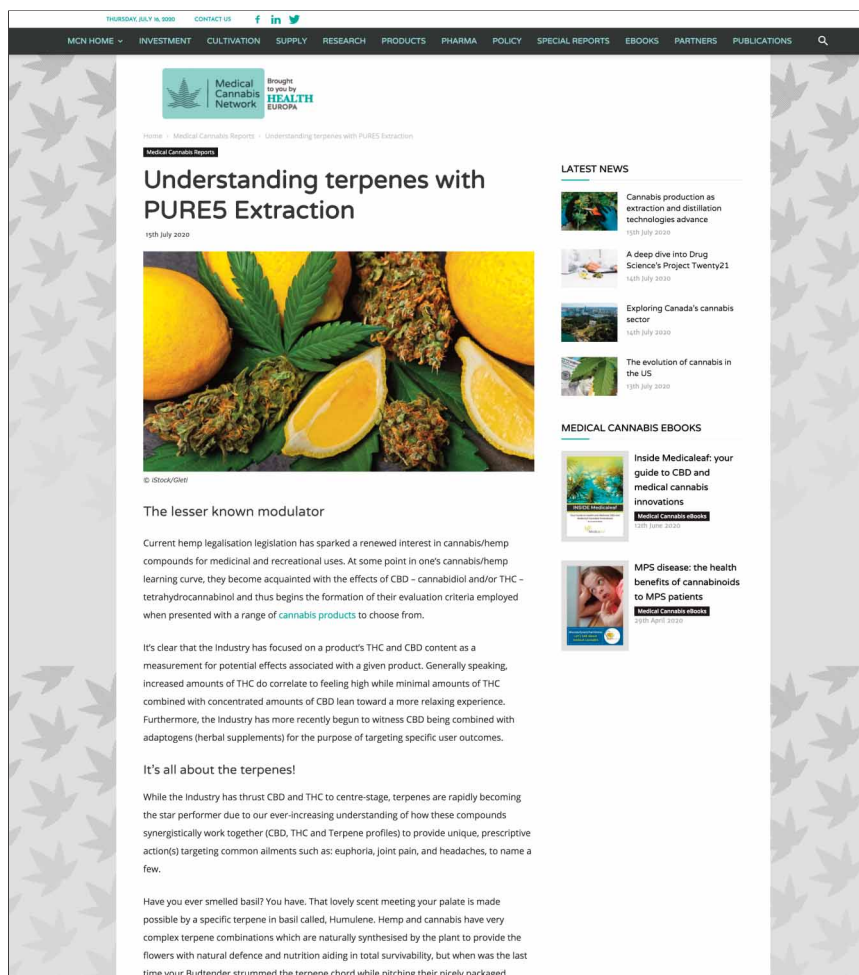 THURSDAY, JULY 16, 2020 CONTACT US
MCN HOME INVESTMENT CULTIVATION SUPPLY RESEARCH PRODUCTS PHARMA POLICY SPECIAL REPORTS EBOOKS PARTNERS PUBLICATIONS
Medical
Cannabis
Network
Brought
to you by
HEALTH
EUROPA
Home › Medical Cannabis Reports › Understanding terpenes with PURE5 Extraction
Medical Cannabis Reports
Understanding terpenes with
PURE5 Extraction
15th July 2020
© iStock/Gleti
The lesser known modulator
Current hemp legalisation legislation has sparked a renewed interest in cannabis/hemp
compounds for medicinal and recreational uses. At some point in one's cannabis/hemp
learning curve, they become acquainted with the effects of CBD – cannabidiol and/or THC –
tetrahydrocannabinol and thus begins the formation of their evaluation criteria employed
when presented with a range of cannabis products to choose from.
It's clear that the Industry has focused on a product's THC and CBD content as a
measurement for potential effects associated with a given product. Generally speaking,
increased amounts of THC do correlate to feeling high while minimal amounts of THC
combined with concentrated amounts of CBD lean toward a more relaxing experience.
Furthermore, the Industry has more recently begun to witness CBD being combined with
adaptogens (herbal supplements) for the purpose of targeting specific user outcomes.
It's all about the terpenes!
While the Industry has thrust CBD and THC to centre-stage, terpenes are rapidly becoming
the star performer due to our ever-increasing understanding of how these compounds
synergistically work together (CBD, THC and Terpene profiles) to provide unique, prescriptive
action(s) targeting common ailments such as: euphoria, joint pain, and headaches, to name a
few.
Have you ever smelled basil? You have. That lovely scent meeting your palate is made
possible by a specific terpene in basil called, Humulene. Hemp and cannabis have very
complex terpene combinations which are naturally synthesised by the plant to provide the
flowers with natural defence and nutrition aiding in total survivability, but when was the last
time your Budtender strummed the terpene chord while pitching their nicely packaged
LATEST NEWS
Cannabis production as
extraction and distillation
technologies advance
15th July 2020
A deep dive into Drug
Science's Project Twenty21
14th July 2020
Exploring Canada's cannabis
sector
14th July 2020
The evolution of cannabis in
the US
13th July 2020
MEDICAL CANNABIS EBOOKS
INSIDE Medicaleaf
Inside Medicaleaf: your
guide to CBD and
medical cannabis
innovations
Medical Cannabis eBooks
12th June 2020
MPS disease: the health
benefits of cannabinoids
to MPS patients
Medical Cannabis eBooks
29th April 2020